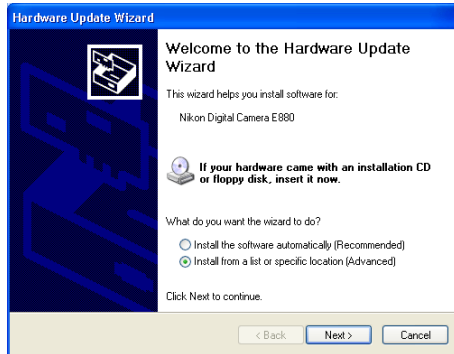 Hardware Update Wizard
Welcome to the Hardware Update
Wizard
This wizard helps you install software for:
Nikon Digital Camera E880
If your hardware came with an installation CD
or floppy disk, insert it now.
What do you want the wizard to do?
Install the software automatically (Recommended)
Install from a list or specific location (Advanced)
Click Next to continue.
< Back Next > Cancel